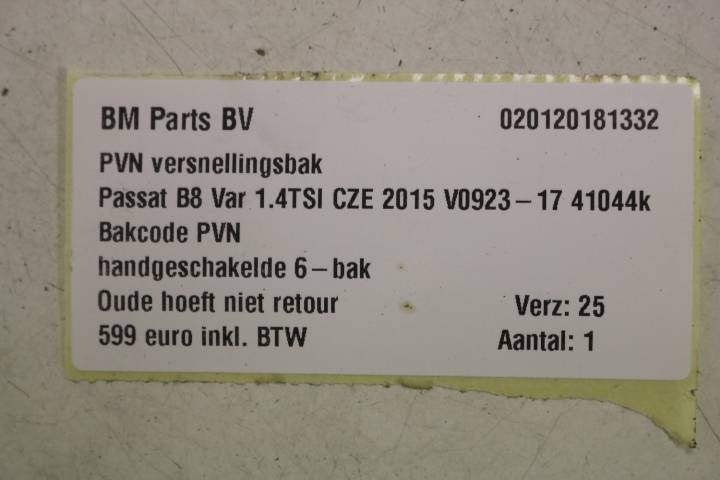 BM Parts BV 020120181332
PVN versnellingsbak
Passat B8 Var 1.4TSI CZE 2015 V0923-17 41044k
Bakcode PVN
handgeschakelde 6-bak
Oude hoeft niet retour Verz: 25
599 euro inkl. BTW Aantal: 1